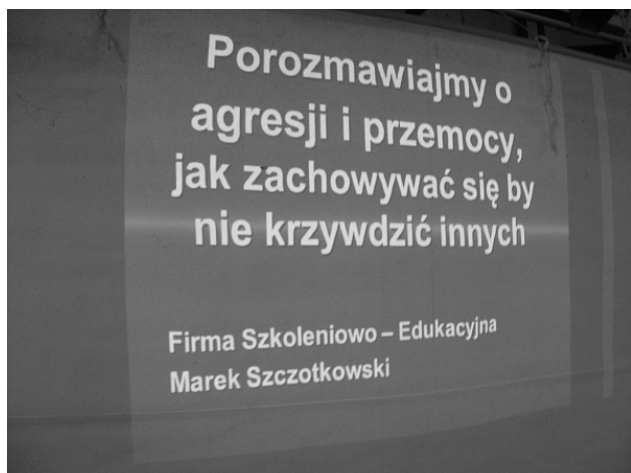 Porozmawiajmy o
agresji i przemocy,
jak zachowywać się by
nie krzywdzić innych
Firma Szkoleniowo – Edukacyjna
Marek Szczotkowski